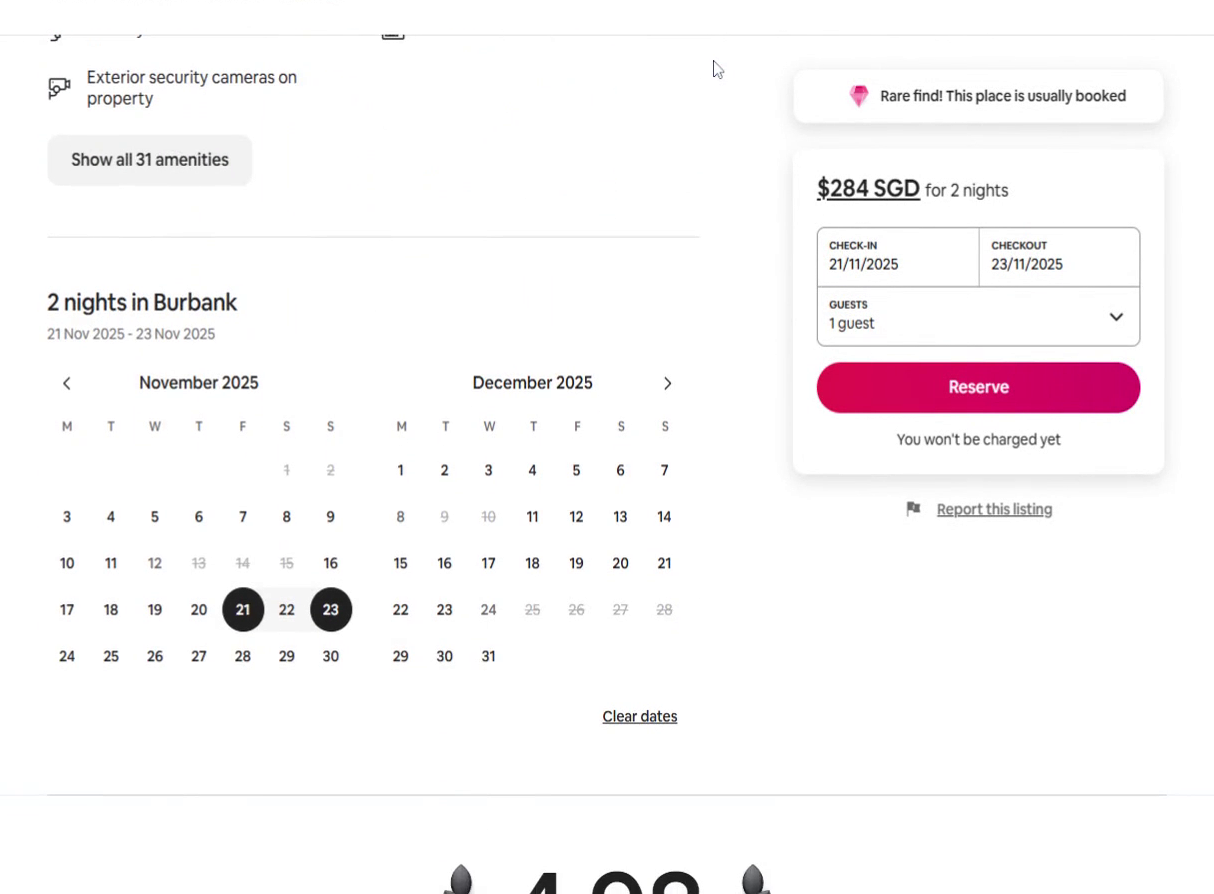 Exterior security cameras on
property
Show all 31 amenities
Rare find! This place is usually booked
$284 SGD for 2 nights
CHECK-IN
21/11/2025
CHECKOUT
23/11/2025
GUESTS
1 guest
Reserve
You won't be charged yet
Report this listing
2 nights in Burbank
21 Nov 2025 - 23 Nov 2025
November 2025
M T W T F S S
1 2
3 4 5 6 7 8 9
10 11 12 13 14 15 16
17 18 19 20 21 22 23
24 25 26 27 28 29 30
December 2025
M T W T F S S
1 2 3 4 5 6 7
8 9 10 11 12 13 14
15 16 17 18 19 20 21
22 23 24 25 26 27 28
29 30 31
Clear dates